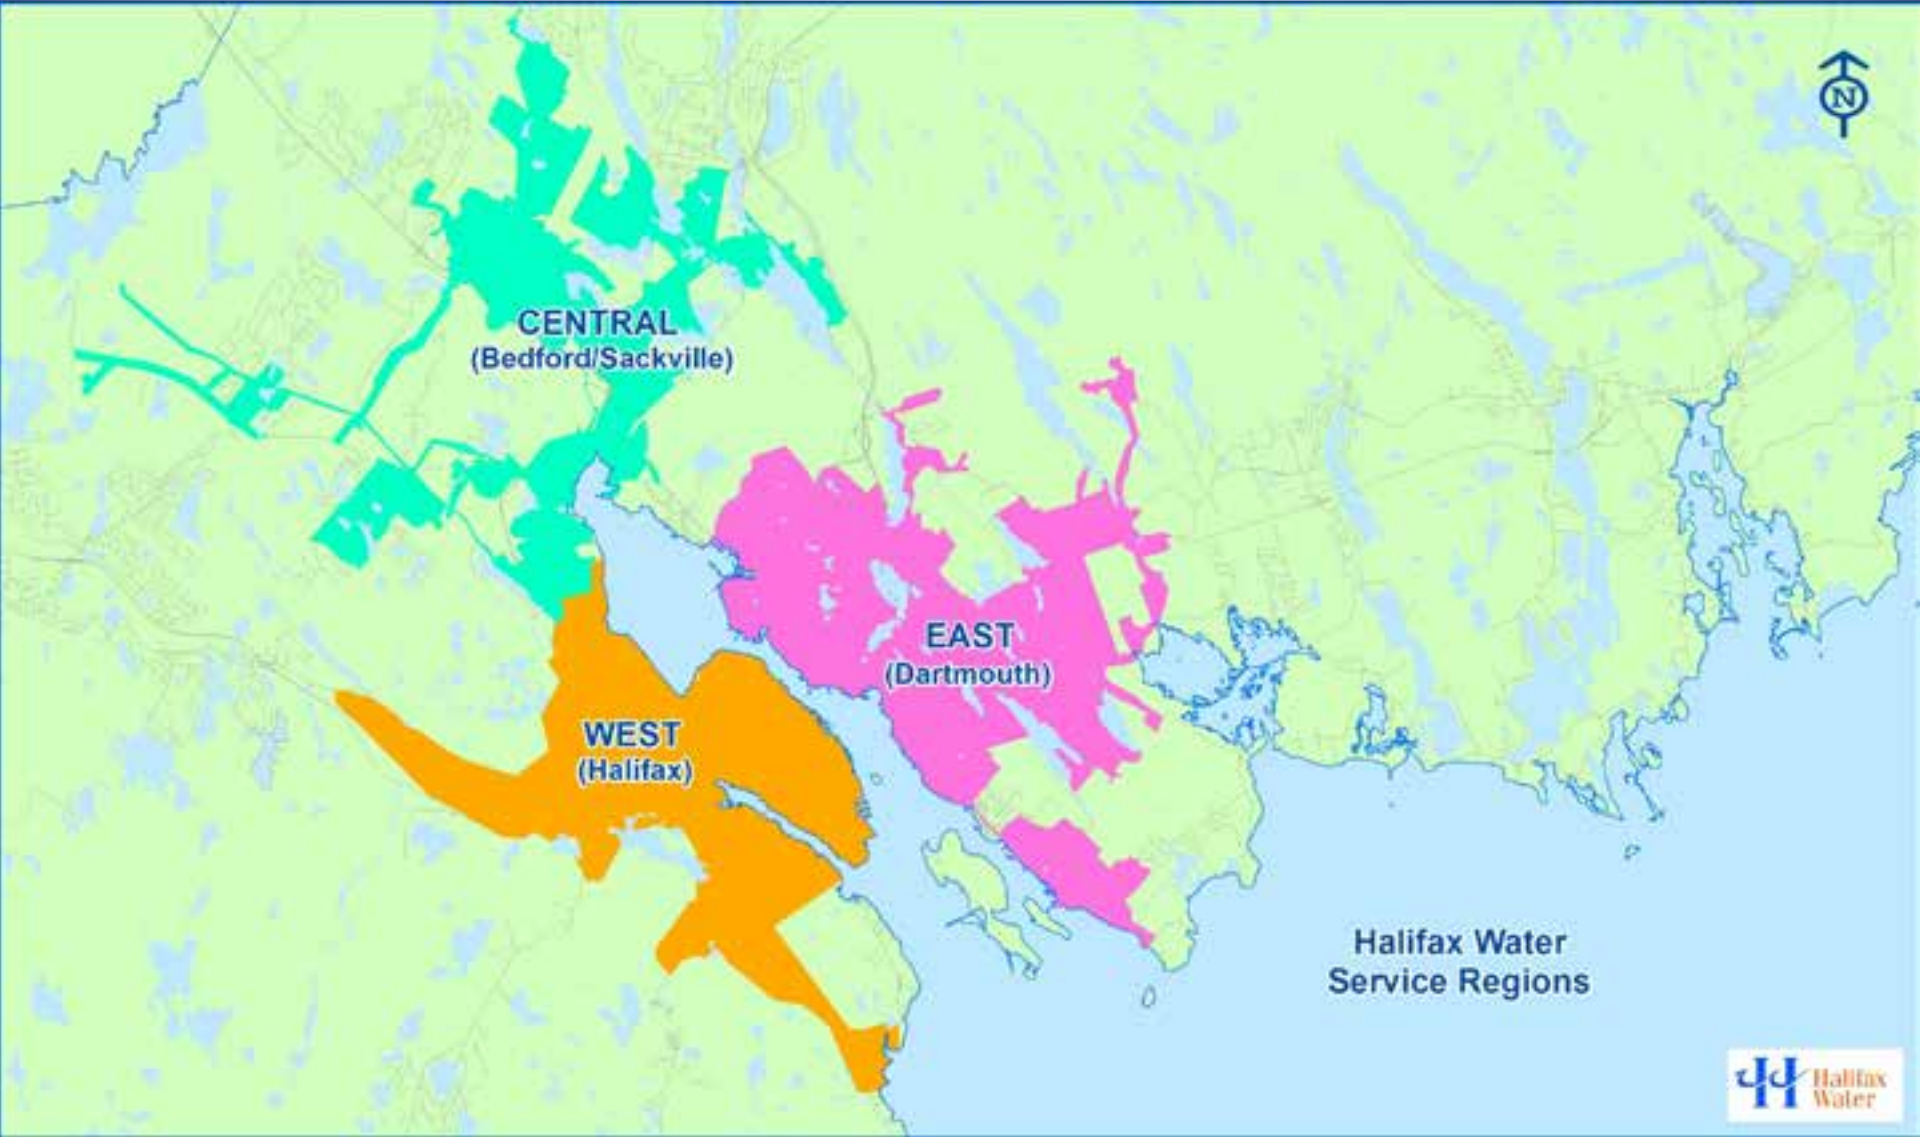 N
CENTRAL
(Bedford/Sackville)
EAST
(Dartmouth)
WEST
(Halifax)
Halifax Water
Service Regions
Halifax
Water